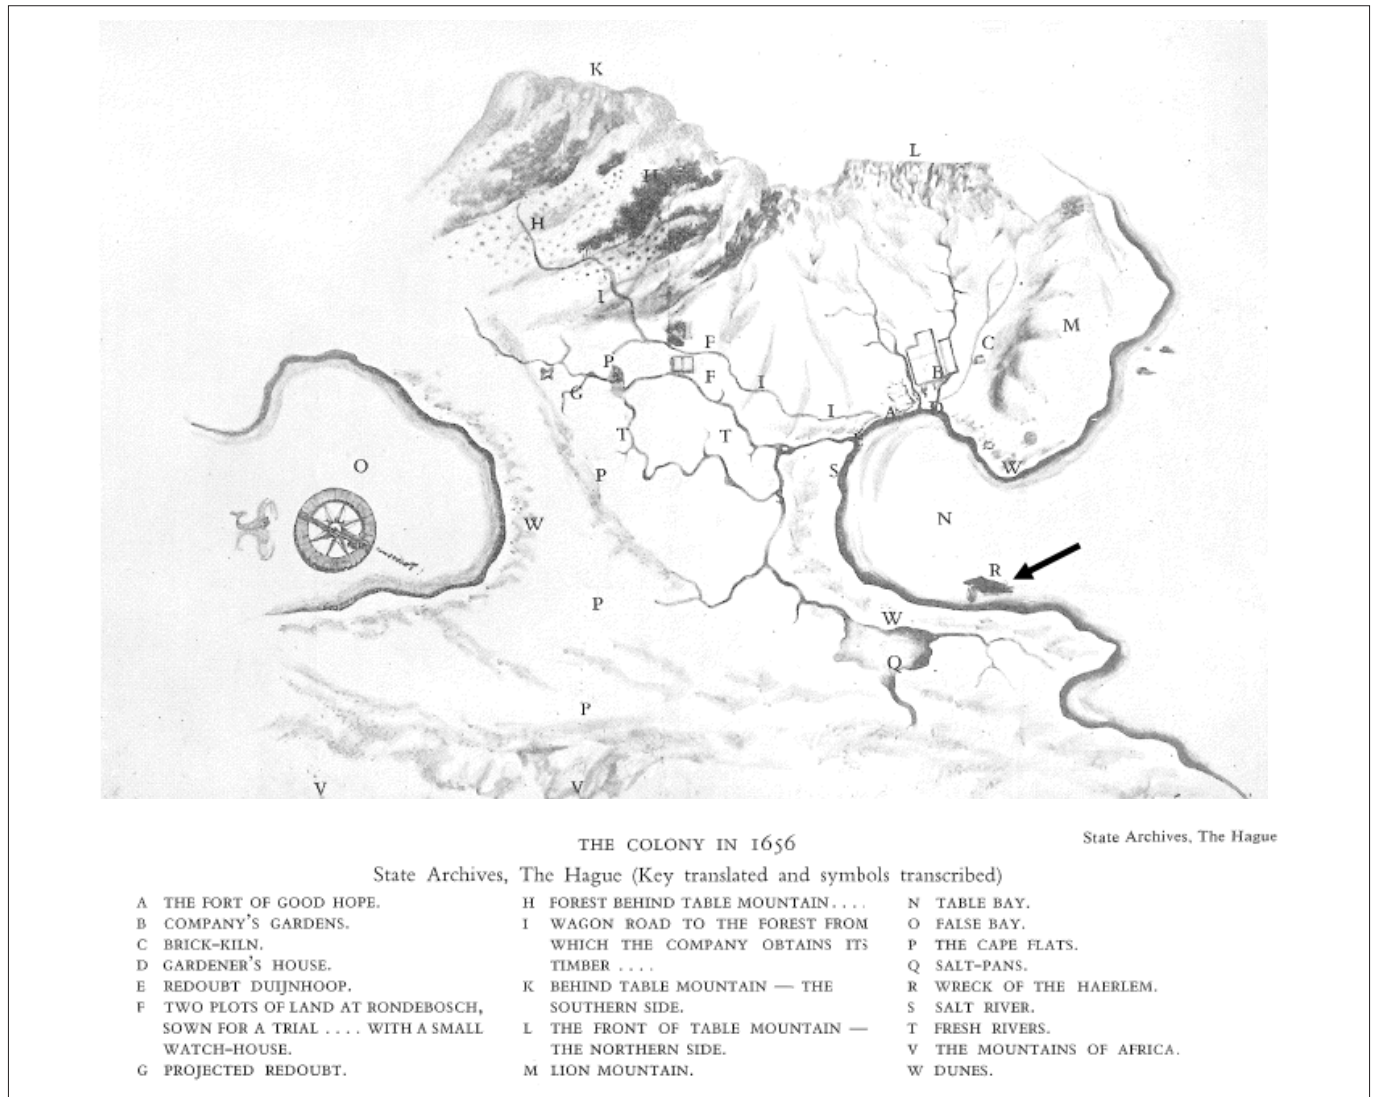 K
L
H
H
I
M
F
C
P
F
B
I
G
I
A
D
T
T
O
W
S
P
N
W
R
P
W
Q
P
V
V
THE COLONY IN 1656
State Archives, The Hague
State Archives, The Hague (Key translated and symbols transcribed)
A THE FORT OF GOOD HOPE.
B COMPANY'S GARDENS.
C BRICK-KILN.
D GARDENER'S HOUSE.
E REDOUBT DUIJNHOOP.
F TWO PLOTS OF LAND AT RONDEBOSCH,
SOWN FOR A TRIAL .... WITH A SMALL
WATCH-HOUSE.
G PROJECTED REDOUBT.
H FOREST BEHIND TABLE MOUNTAIN....
I WAGON ROAD TO THE FOREST FROM
WHICH THE COMPANY OBTAINS ITS
TIMBER ....
K BEHIND TABLE MOUNTAIN — THE
SOUTHERN SIDE.
L THE FRONT OF TABLE MOUNTAIN —
THE NORTHERN SIDE.
M LION MOUNTAIN.
N TABLE BAY.
O FALSE BAY.
P THE CAPE FLATS.
Q SALT-PANS.
R WRECK OF THE HAERLEM.
S SALT RIVER.
T FRESH RIVERS.
V THE MOUNTAINS OF AFRICA.
W DUNES.